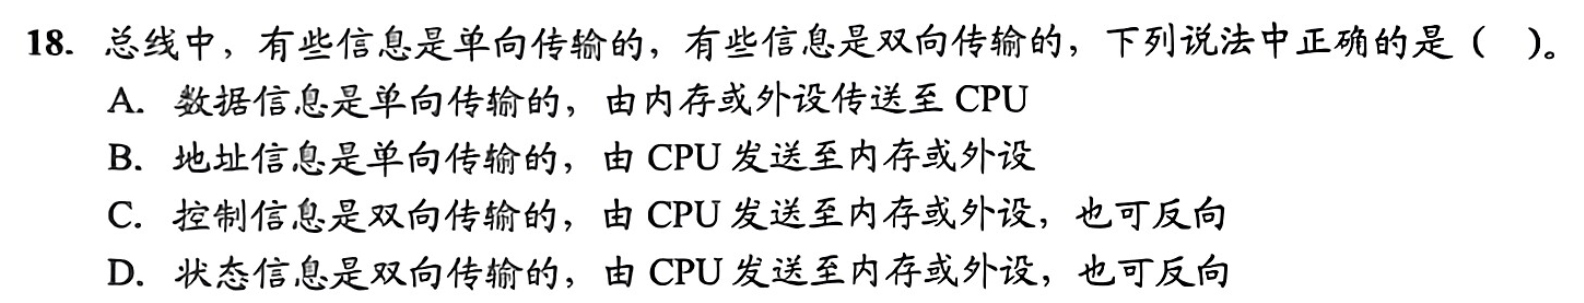 18. 总线中，有些信息是单向传输的，有些信息是双向传输的，下列说法中正确的是（　）。
A. 数据信息是单向传输的，由内存或外设传送至 CPU
B. 地址信息是单向传输的，由 CPU 发送至内存或外设
C. 控制信息是双向传输的，由 CPU 发送至内存或外设，也可反向
D. 状态信息是双向传输的，由 CPU 发送至内存或外设，也可反向